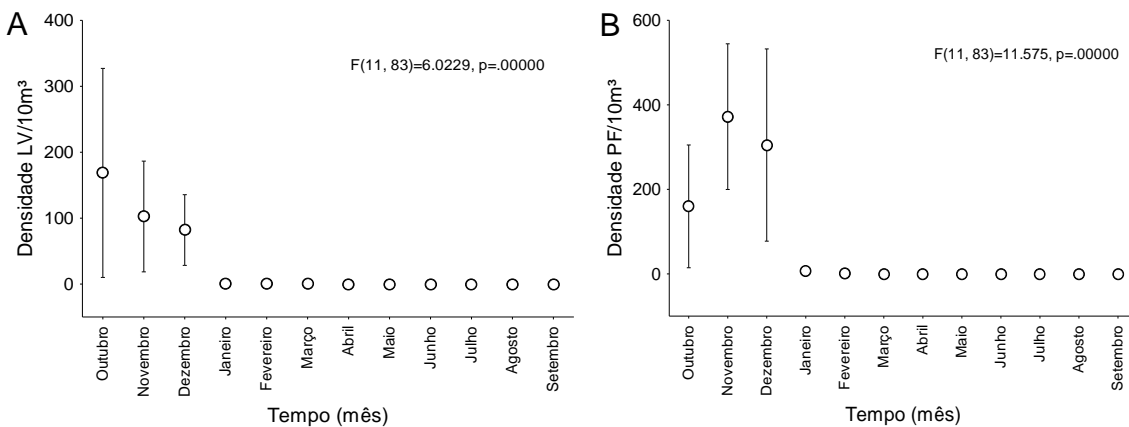 A
400
300
200
100
0
Densidade LV/10m³
F(11, 83)=6.0229, p=.00000
Outubro
Novembro
Dezembro
Janeiro
Fevereiro
Março
Abril
Maio
Junho
Julho
Agosto
Setembro
Tempo (mês)
B
600
400
200
0
Densidade PF/10m³
F(11, 83)=11.575, p=.00000
Outubro
Novembro
Dezembro
Janeiro
Fevereiro
Março
Abril
Maio
Junho
Julho
Agosto
Setembro
Tempo (mês)